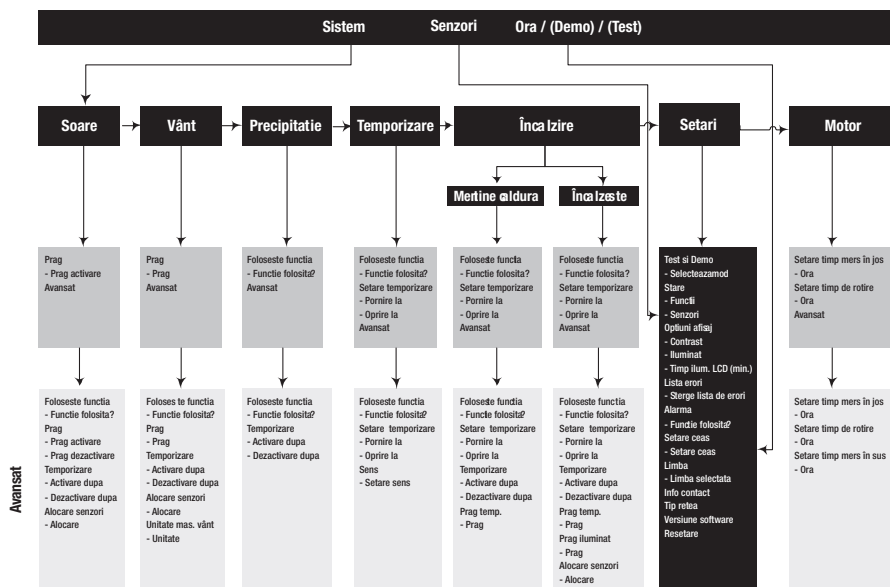 Sistem
Senzori
Ora / (Demo) / (Test)
Soare
Vânt
Precipitatie
Temporizare
Încalzire
Setari
Motor
Mentine caldura
Încalzeste
Prag
- Prag activare
Avansat
Prag
- Prag
Avansat
Foloseste functia
- Functie folosita?
Avansat
Foloseste functia
- Functie folosita?
Setare temporizare
- Pornire la
- Oprire la
Avansat
Foloseste functia
- Functie folosita?
Setare temporizare
- Pornire la
- Oprire la
Avansat
Foloseste functia
- Functie folosita?
Setare temporizare
- Pornire la
- Oprire la
Avansat
Test si Demo
- Selecteazamod
Stare
- Functii
- Senzori
Optiuni afisaj
- Contrast
- Iluminat
- Timp ilum. LCD (min.)
Lista erori
- Sterge lista de erori
Alarma
- Functie folosita?
Setare ceas
- Setare ceas
Limba
- Limba selectata
Info contact
Tip retea
Versiune software
Resetare
Setare timp mers în jos
- Ora
Setare timp de rotire
- Ora
Avansat
Avansat
Foloseste functia
- Functie folosita?
Prag
- Prag activare
- Prag dezactivare
Temporizare
- Activare dupa
- Dezactivare dupa
Alocare senzori
- Alocare
Foloses te functia
- Functie folosita?
Prag
- Prag
Temporizare
- Activare dupa
- Dezactivare dupa
Alocare senzori
- Alocare
Unitate mas. vânt
- Unitate
Foloseste functia
- Functie folosita?
Temporizare
- Activare dupa
- Dezactivare dupa
Foloseste functia
- Functie folosita?
Setare temporizare
- Pornire la
- Oprire la
Sens
- Setare sens
Foloseste functia
- Functie folosita?
Setare temporizare
- Pornire la
- Oprire la
Temporizare
- Activare dupa
- Dezactivare dupa
Prag temp.
- Prag
Foloseste functia
- Functie folosita?
Setare temporizare
- Pornire la
- Oprire la
Temporizare
- Activare dupa
- Dezactivare dupa
Prag temp.
- Prag
Prag iluminat
- Prag
Alocare senzori
- Alocare
Setare timp mers în jos
- Ora
Setare timp de rotire
- Ora
Setare timp mers în sus
- Ora